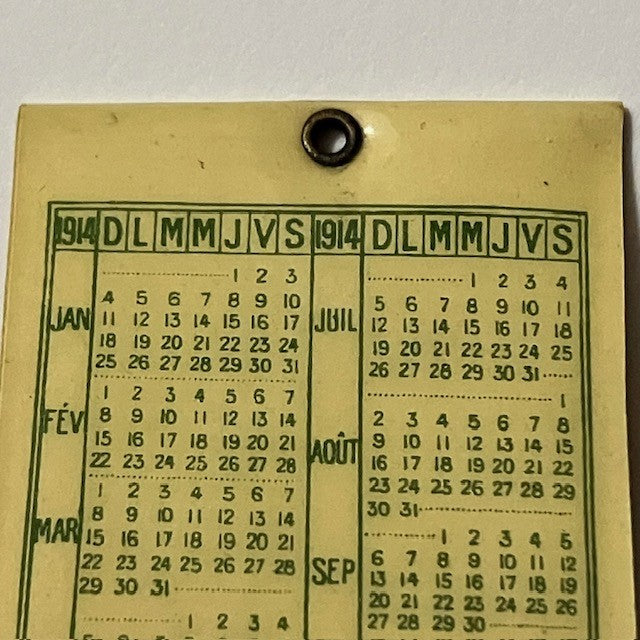 1914 D L M M J V S
JAN
1 2 3
4 5 6 7 8 9 10
11 12 13 14 15 16 17
18 19 20 21 22 23 24
25 26 27 28 29 30 31
FÉV
1 2 3 4 5 6 7
8 9 10 11 12 13 14
15 16 17 18 19 20 21
22 23 24 25 26 27 28
MAR
1 2 3 4 5 6 7
8 9 10 11 12 13 14
15 16 17 18 19 20 21
22 23 24 25 26 27 28
29 30 31
1 2 3 4
1914 D L M M J V S
JUIL
1 2 3 4
5 6 7 8 9 10 11
12 13 14 15 16 17 18
19 20 21 22 23 24 25
26 27 28 29 30 31
AOÛT
1
2 3 4 5 6 7 8
9 10 11 12 13 14 15
16 17 18 19 20 21 22
23 24 25 26 27 28 29
30 31
SEP
1 2 3 4 5
6 7 8 9 10 11 12
13 14 15 16 17 18 19
20 21 22 23 24 25 26
27 28 29 30